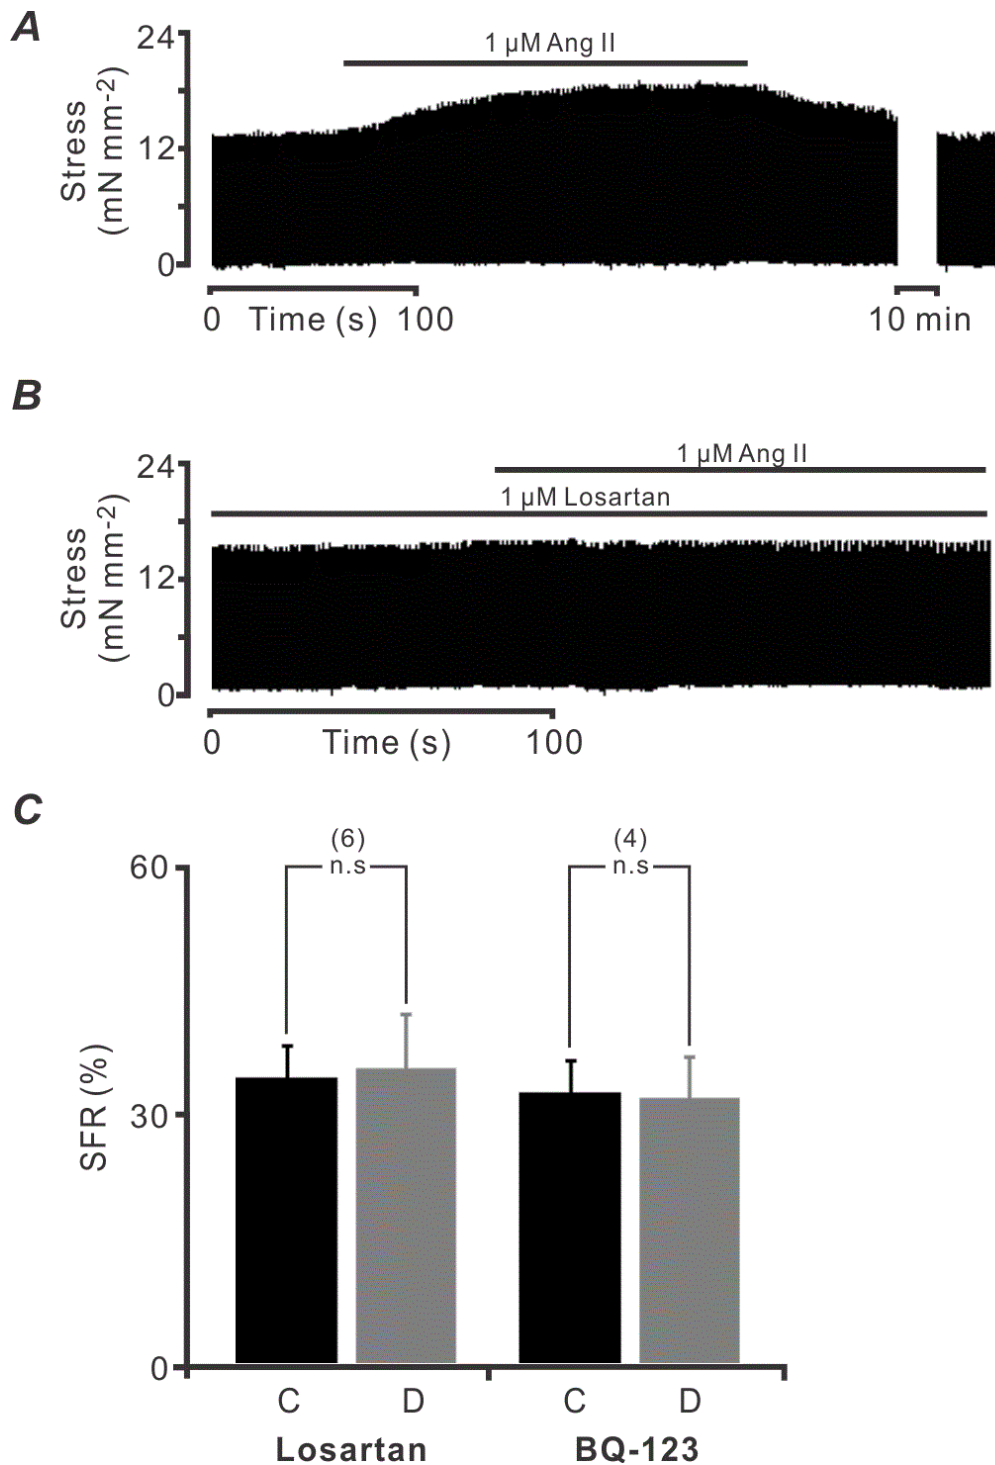 A
24
1 µM Ang II
Stress
(mN mm-2)
12
0
0 Time (s) 100
10 min
B
24
1 µM Ang II
1 µM Losartan
Stress
(mN mm-2)
12
0
0 Time (s) 100
C
(6) (4)
60
n.s n.s
SFR (%)
30
0
C D C D
Losartan BQ-123